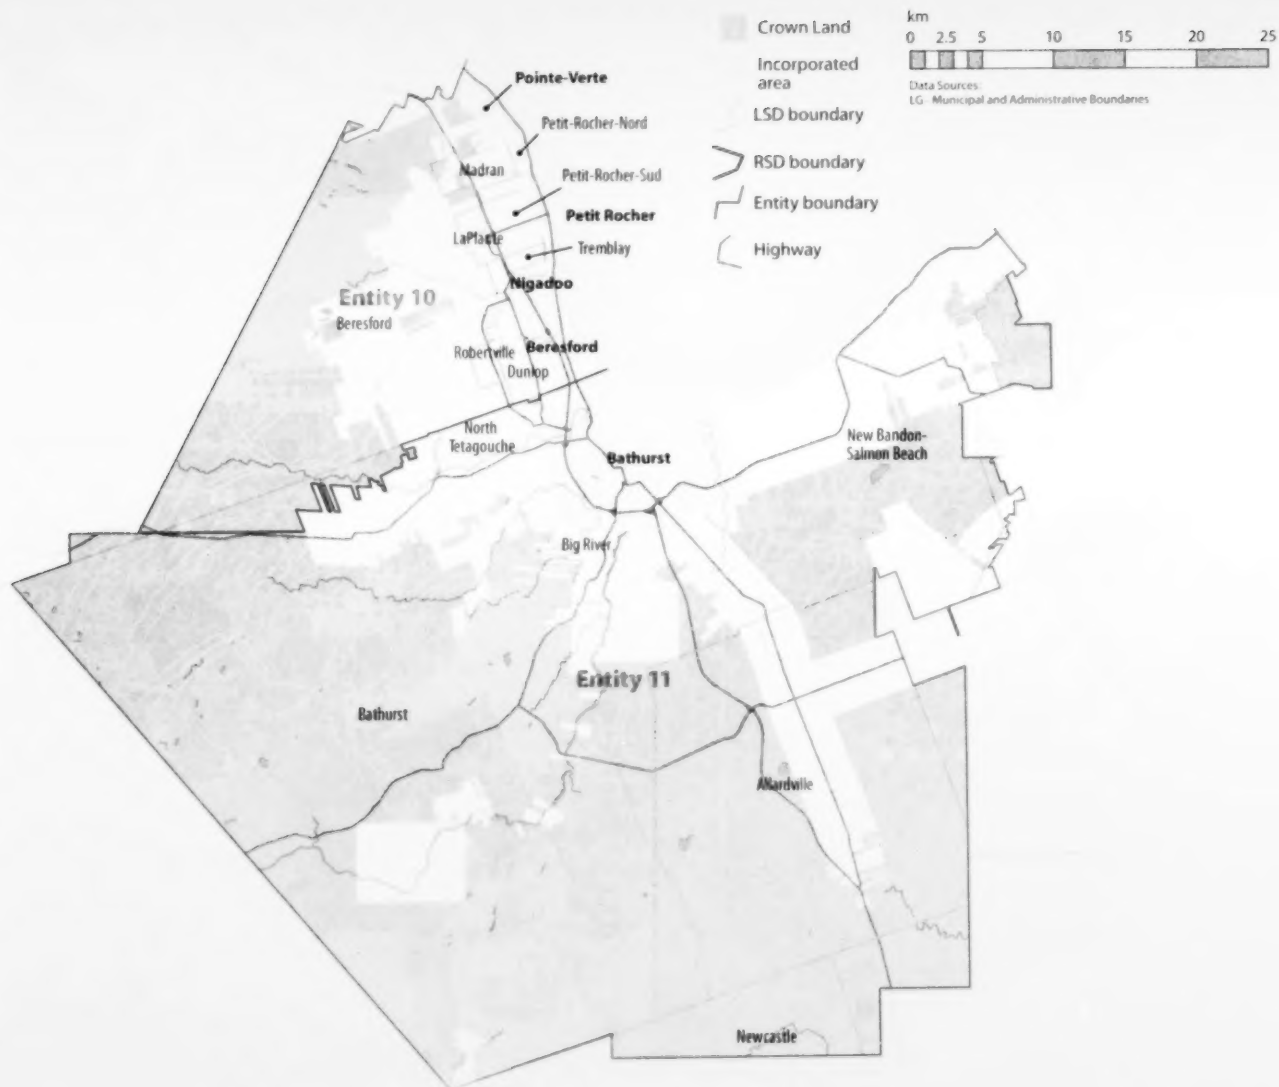 Crown Land
Incorporated
area
LSD boundary
RSD boundary
Entity boundary
Highway
km
0 2.5 5 10 15 20 25
Data Sources:
LG - Municipal and Administrative Boundaries
Pointe-Verte
Petit-Rocher-Nord
Madran
Petit-Rocher-Sud
Petit Rocher
LaPlante
Tremblay
Nigadoo
Entity 10
Beresford
Robertville
Beresford
Dunlop
North
Tetagouche
Bathurst
New Bandon-
Salmon Beach
Big River
Entity 11
Bathurst
Allardville
Newcastle